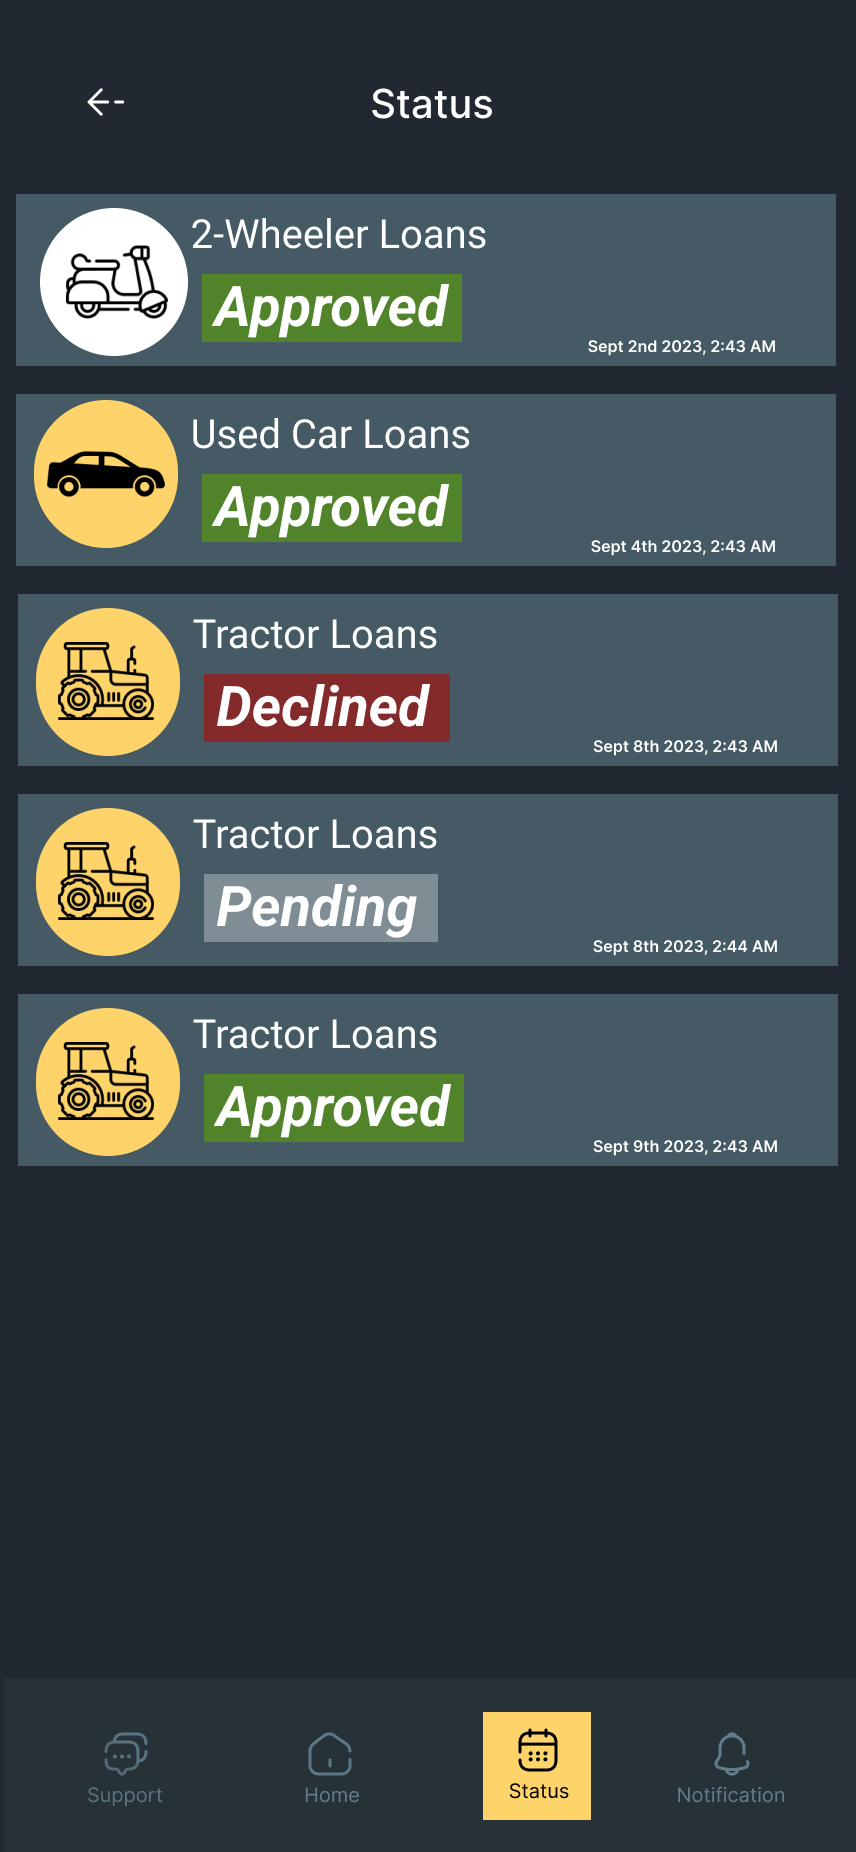 Status
2-Wheeler Loans
Approved
Sept 2nd 2023, 2:43 AM
Used Car Loans
Approved
Sept 4th 2023, 2:43 AM
Tractor Loans
Declined
Sept 8th 2023, 2:43 AM
Tractor Loans
Pending
Sept 8th 2023, 2:44 AM
Tractor Loans
Approved
Sept 9th 2023, 2:43 AM
Support
Home
Status
Notification